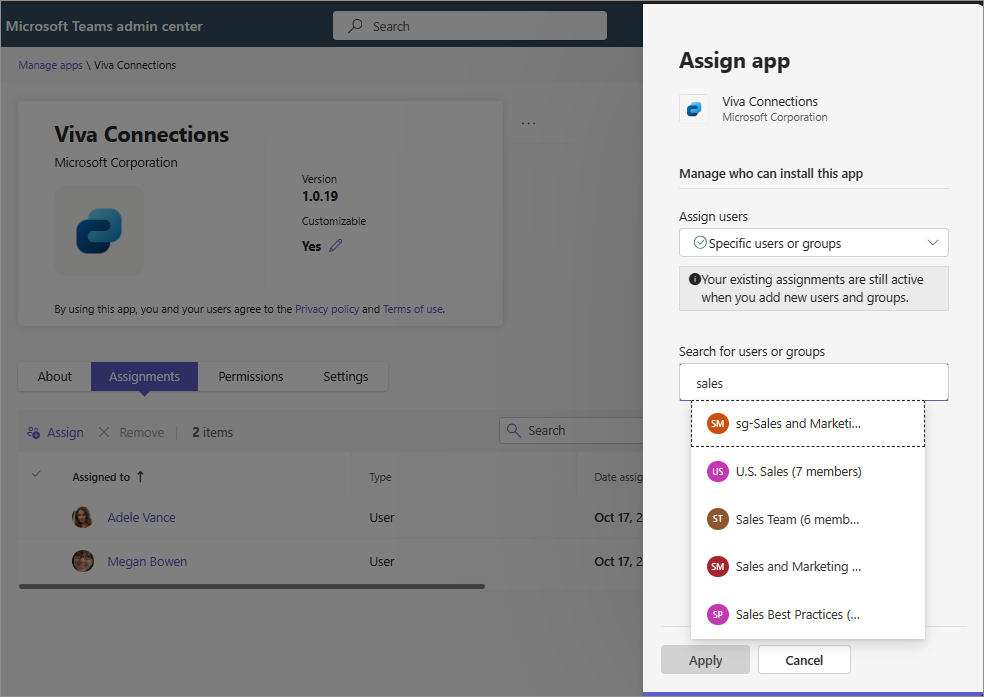 Microsoft Teams admin center
Search
Manage apps \ Viva Connections
Viva Connections
Microsoft Corporation
Version
1.0.19
Customizable
Yes
By using this app, you and your users agree to the Privacy policy and Terms of use.
...
About
Assignments
Permissions
Settings
Assign
Remove
2 items
Search
Assigned to ↑
Type
Date assig
Adele Vance
User
Oct 17, 2
Megan Bowen
User
Oct 17, 2
Assign app
Viva Connections
Microsoft Corporation
Manage who can install this app
Assign users
Specific users or groups
Your existing assignments are still active
when you add new users and groups.
Search for users or groups
sales
SM sg-Sales and Marketi...
US U.S. Sales (7 members)
ST Sales Team (6 memb...
SM Sales and Marketing ...
SP Sales Best Practices (...
Apply
Cancel